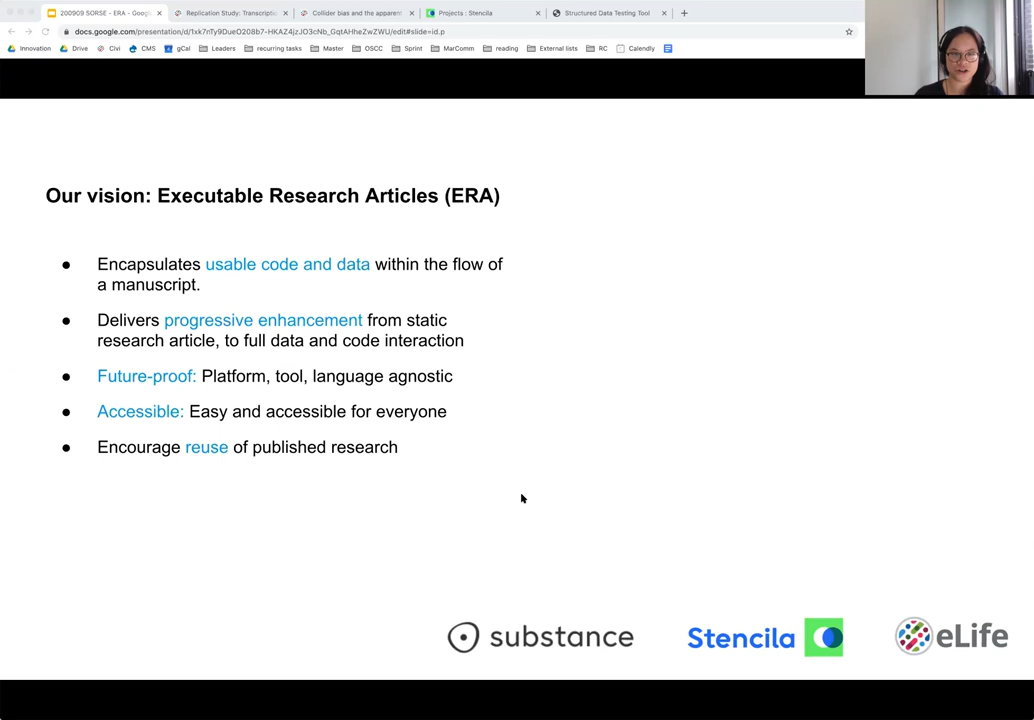 200909 SORSE - ERA - Goog
Replication Study: Transcriptic
Collider bias and the apparent
Projects : Stencila
Structured Data Testing Tool
docs.google.com/presentation/d/1xk7nTy9DueO208b7-HKAZ4jzJO3cNb_GqtAHheZwZWU/edit#slide=id.p
Innovation Drive Civi CMS gCal Leaders recurring tasks Master OSCC Sprint MarComm reading External lists RC Calendly
Our vision: Executable Research Articles (ERA)
● Encapsulates usable code and data within the flow of
a manuscript.
● Delivers progressive enhancement from static
research article, to full data and code interaction
● Future-proof: Platform, tool, language agnostic
● Accessible: Easy and accessible for everyone
● Encourage reuse of published research
substance Stencila eLife